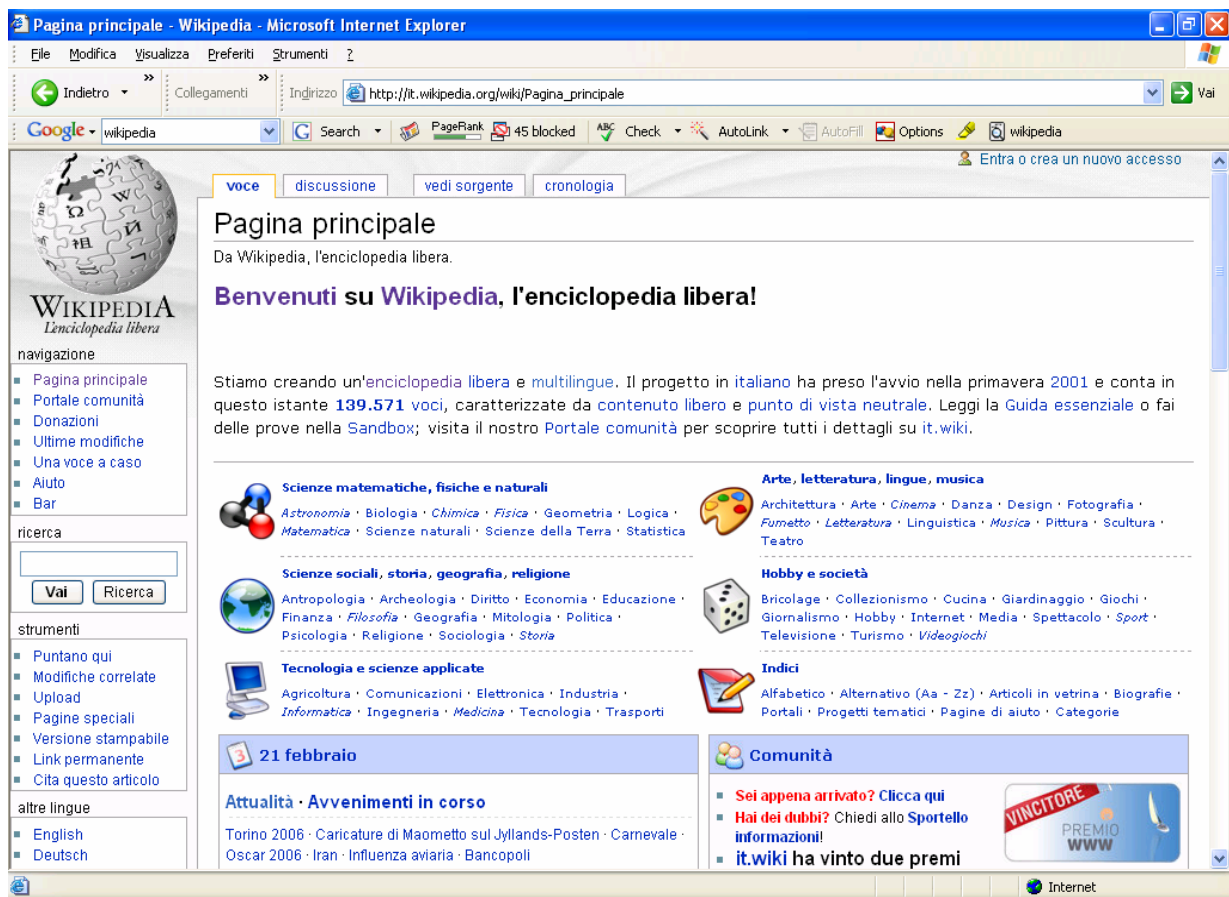 Pagina principale - Wikipedia - Microsoft Internet Explorer
File Modifica Visualizza Preferiti Strumenti ?
Indietro » Collegamenti » Indirizzo http://it.wikipedia.org/wiki/Pagina_principale Vai
Google wikipedia G Search PageRank 45 blocked ABC Check AutoLink AutoFill Options wikipedia
Entra o crea un nuovo accesso
voce discussione vedi sorgente cronologia
Pagina principale
Da Wikipedia, l'enciclopedia libera.
Benvenuti su Wikipedia, l'enciclopedia libera!
Stiamo creando un'enciclopedia libera e multilingue. Il progetto in italiano ha preso l'avvio nella primavera 2001 e conta in
questo istante 139.571 voci, caratterizzate da contenuto libero e punto di vista neutrale. Leggi la Guida essenziale o fai
delle prove nella Sandbox; visita il nostro Portale comunità per scoprire tutti i dettagli su it.wiki.
W
Ω
И
祖
WIKIPEDIA
L'enciclopedia libera
navigazione
Pagina principale
Portale comunità
Donazioni
Ultime modifiche
Una voce a caso
Aiuto
Bar
ricerca
Vai Ricerca
strumenti
Puntano qui
Modifiche correlate
Upload
Pagine speciali
Versione stampabile
Link permanente
Cita questo articolo
altre lingue
English
Deutsch
Scienze matematiche, fisiche e naturali
Astronomia · Biologia · Chimica · Fisica · Geometria · Logica ·
Matematica · Scienze naturali · Scienze della Terra · Statistica
Arte, letteratura, lingue, musica
Architettura · Arte · Cinema · Danza · Design · Fotografia ·
Fumetto · Letteratura · Linguistica · Musica · Pittura · Scultura ·
Teatro
Scienze sociali, storia, geografia, religione
Antropologia · Archeologia · Diritto · Economia · Educazione ·
Finanza · Filosofia · Geografia · Mitologia · Politica ·
Psicologia · Religione · Sociologia · Storia
Hobby e società
Bricolage · Collezionismo · Cucina · Giardinaggio · Giochi ·
Giornalismo · Hobby · Internet · Media · Spettacolo · Sport ·
Televisione · Turismo · Videogiochi
Tecnologia e scienze applicate
Agricoltura · Comunicazioni · Elettronica · Industria ·
Informatica · Ingegneria · Medicina · Tecnologia · Trasporti
Indici
Alfabetico · Alternativo (Aa - Zz) · Articoli in vetrina · Biografie ·
Portali · Progetti tematici · Pagine di aiuto · Categorie
3 21 febbraio
Attualità · Avvenimenti in corso
Torino 2006 · Caricature di Maometto sul Jyllands-Posten · Carnevale ·
Oscar 2006 · Iran · Influenza aviaria · Bancopoli
Comunità
Sei appena arrivato? Clicca qui
Hai dei dubbi? Chiedi allo Sportello
informazioni!
it.wiki ha vinto due premi
VINCITORE
PREMIO
WWW
Internet